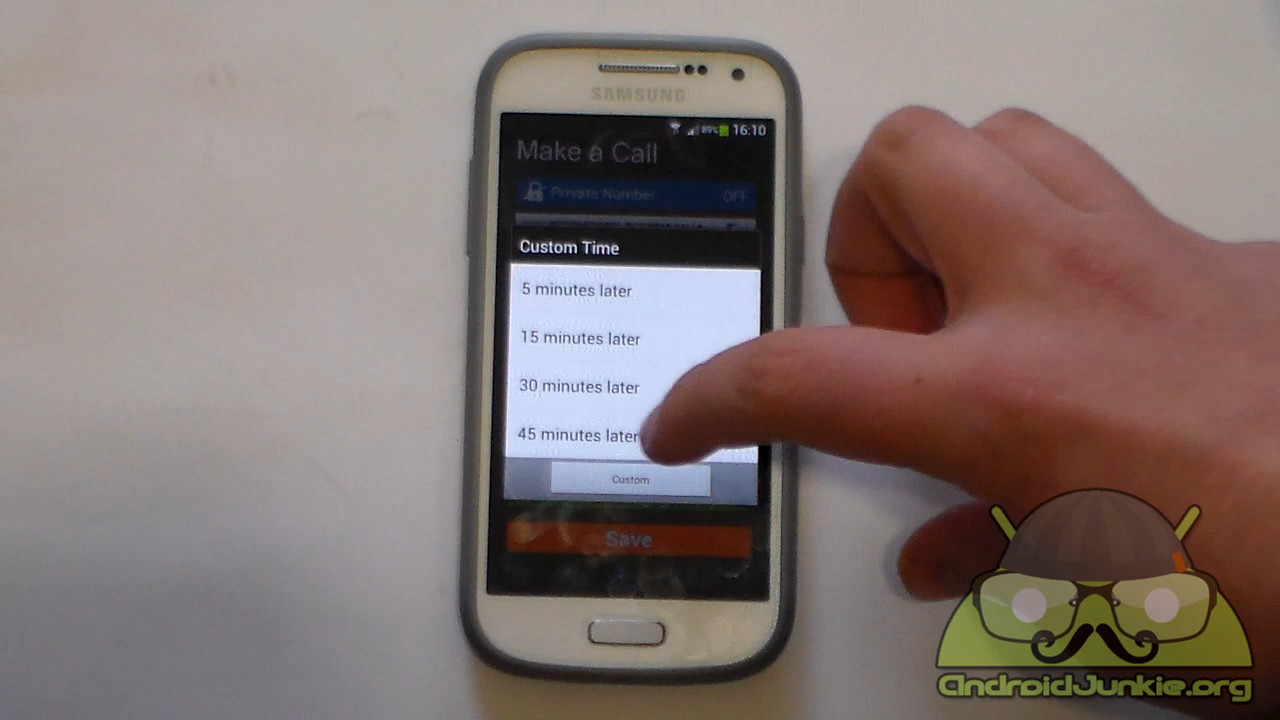 SAMSUNG
89% 16:10
Make a Call
Private Number OFF
Custom Time
5 minutes later
15 minutes later
30 minutes later
45 minutes later
Custom
Save
androidJunkie.org